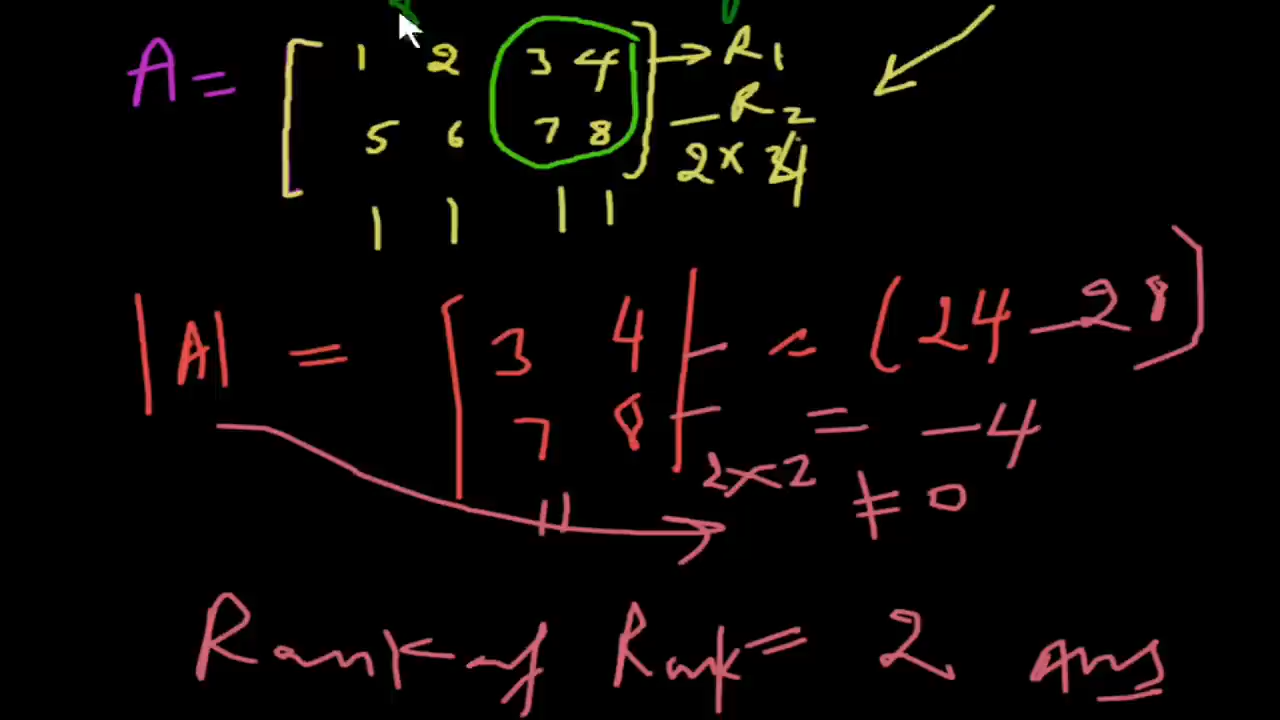 A = [ 1 2 3 4 ] → R1
5 6 7 8 — R2
2 × 4
|A| = | 3 4 | = (24 — 28)
7 8 = — 4
2×2 ≠ 0
Rank of Rank = 2 Ans